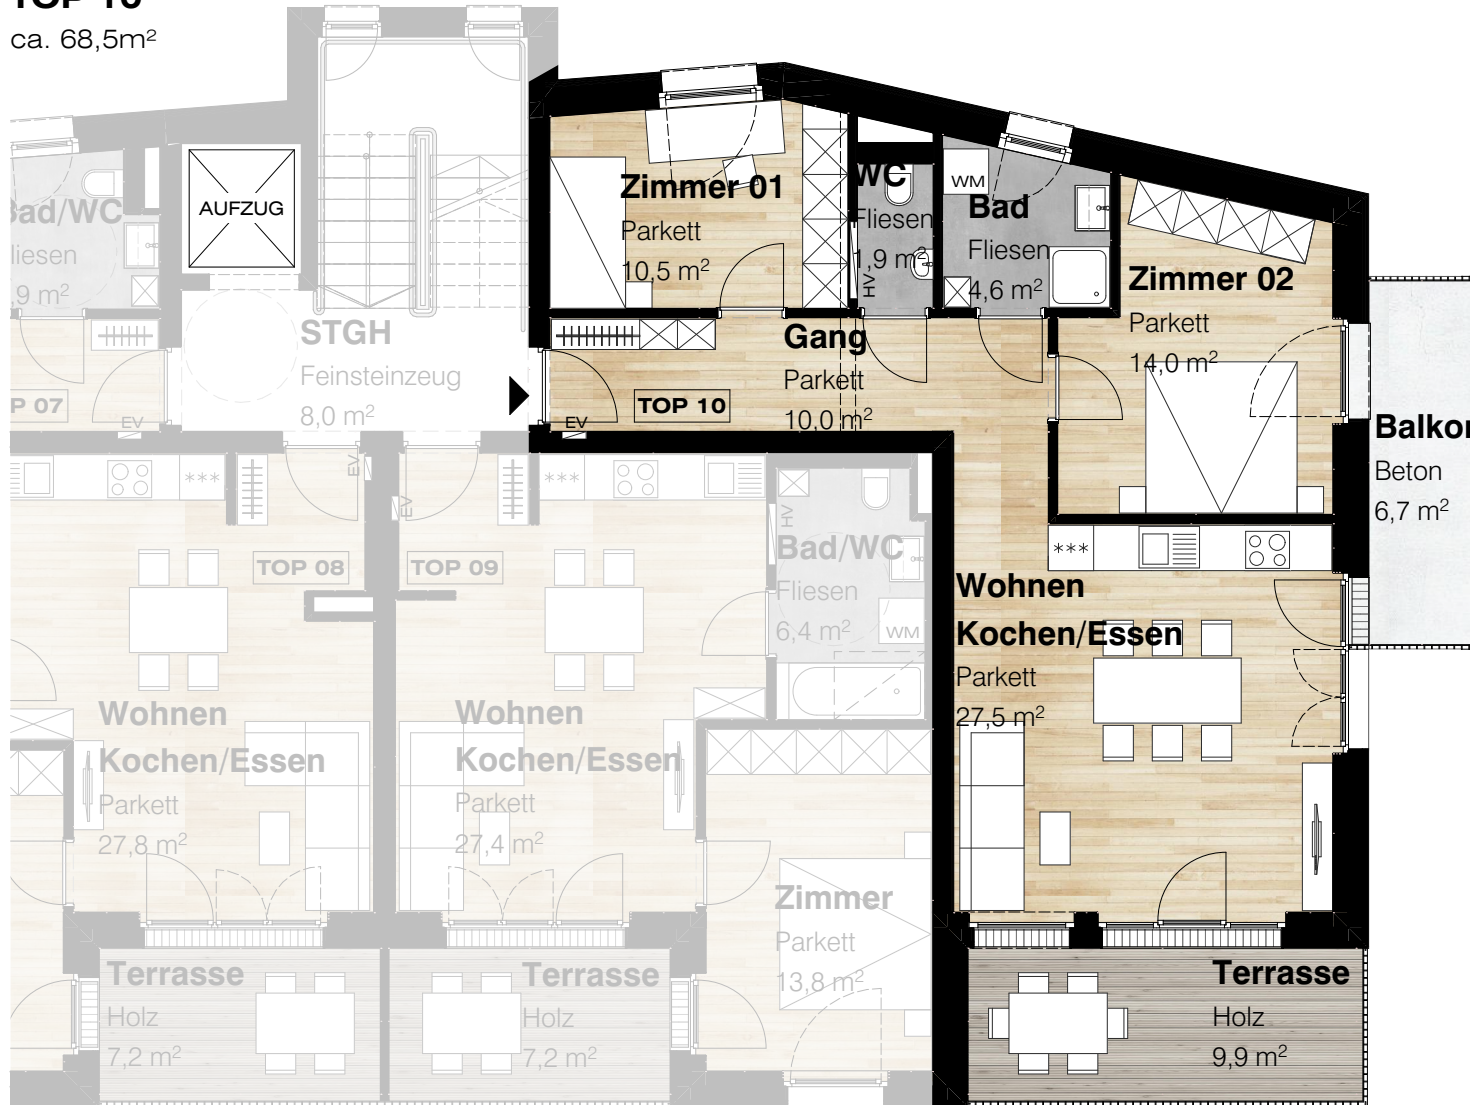 TOP 10
ca. 68,5m²
AUFZUG
Bad/WC
Fliesen
,9 m²
STGH
Feinsteinzeug
8,0 m²
P 07
EV
Zimmer 01
Parkett
10,5 m²
WC
Fliesen
1,9 m²
HV
WM
Bad
Fliesen
4,6 m²
Zimmer 02
Parkett
14,0 m²
Gang
Parkett
10,0 m²
TOP 10
EV
Balkon
Beton
6,7 m²
EV
EV
***
***
***
TOP 08
TOP 09
HV
Bad/WC
Fliesen
6,4 m²
WM
Wohnen
Kochen/Essen
Parkett
27,5 m²
Wohnen
Kochen/Essen
Parkett
27,8 m²
Wohnen
Kochen/Essen
Parkett
27,4 m²
Zimmer
Parkett
13,8 m²
Terrasse
Holz
7,2 m²
Terrasse
Holz
7,2 m²
Terrasse
Holz
9,9 m²